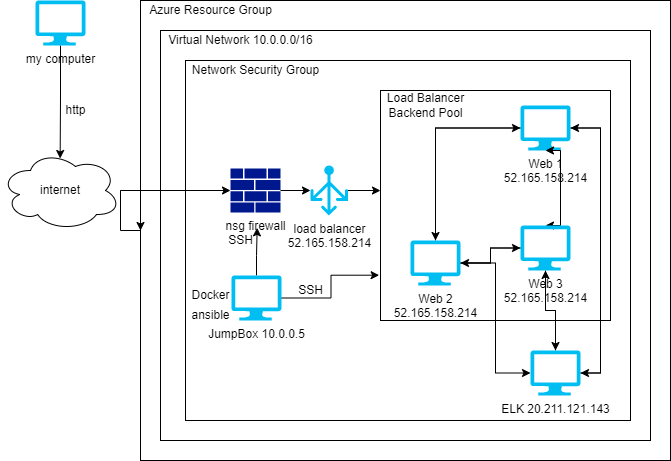 Azure Resource Group
my computer
Virtual Network 10.0.0.0/16
Network Security Group
http
Load Balancer
Backend Pool
internet
Web 1
52.165.158.214
nsg firewall
SSH
load balancer
52.165.158.214
Docker
ansible
SSH
JumpBox 10.0.0.5
Web 2
52.165.158.214
Web 3
52.165.158.214
ELK 20.211.121.143